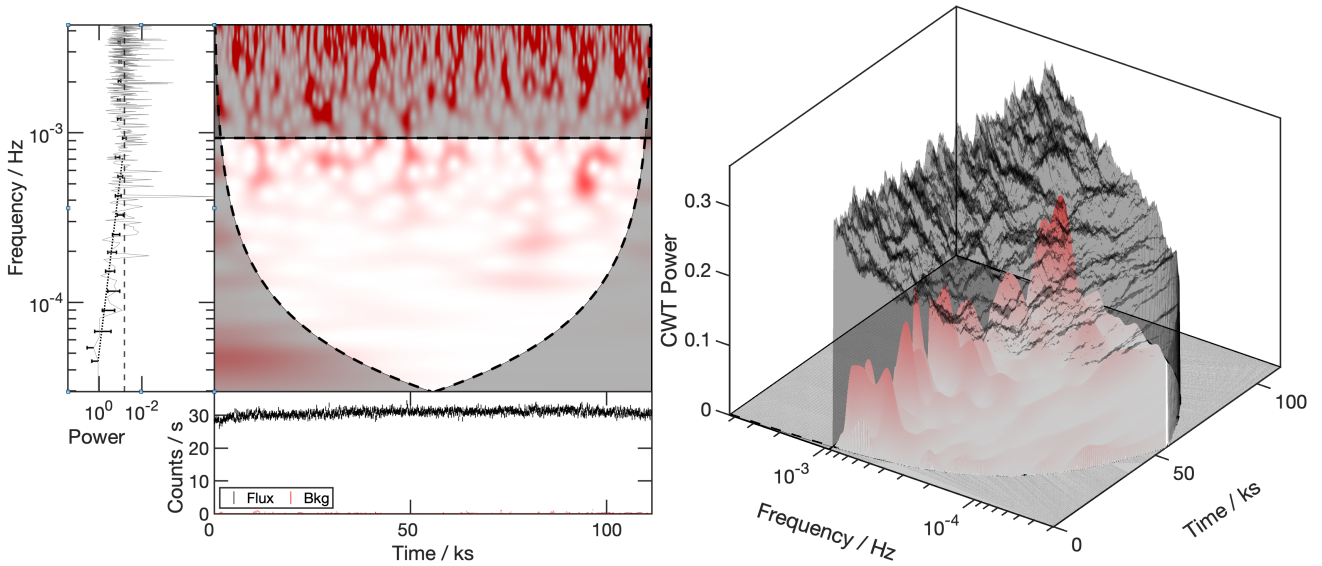 Frequency / Hz
10-3
10-4
100 10-2
Power
Counts / s
30
20
10
0
Flux Bkg
0 50 100
Time / ks
CWT Power
0.3
0.2
0.1
0
10-3
10-4
Frequency / Hz
0
50
100
Time / ks